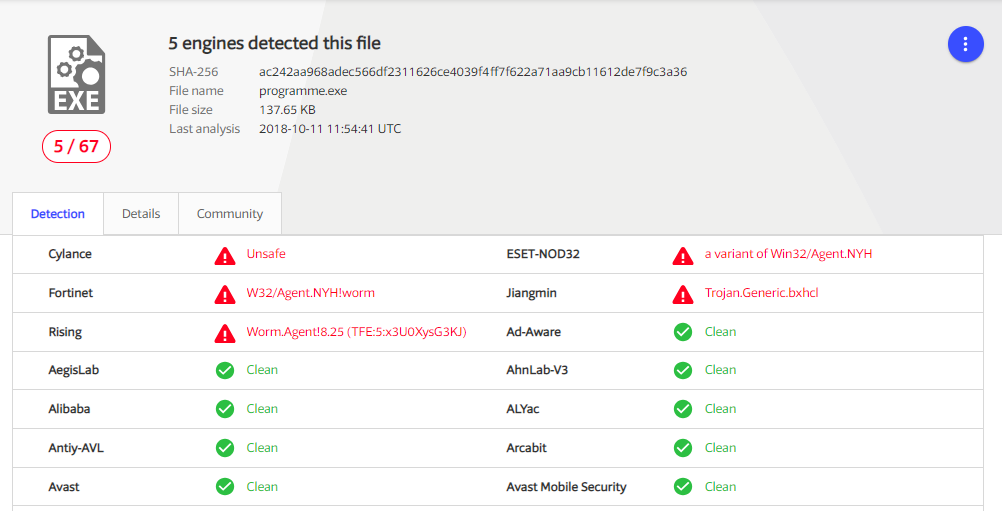 5 engines detected this file
SHA-256 ac242aa968adec566df2311626ce4039f4ff7f622a71aa9cb11612de7f9c3a36
File name programme.exe
File size 137.65 KB
Last analysis 2018-10-11 11:54:41 UTC
EXE
5 / 67
Detection Details Community
Cylance Unsafe ESET-NOD32 a variant of Win32/Agent.NYH
Fortinet W32/Agent.NYH!worm Jiangmin Trojan.Generic.bxhcl
Rising Worm.Agent!8.25 (TFE:5:x3U0XysG3KJ) Ad-Aware Clean
AegisLab Clean AhnLab-V3 Clean
Alibaba Clean ALYac Clean
Antiy-AVL Clean Arcabit Clean
Avast Clean Avast Mobile Security Clean